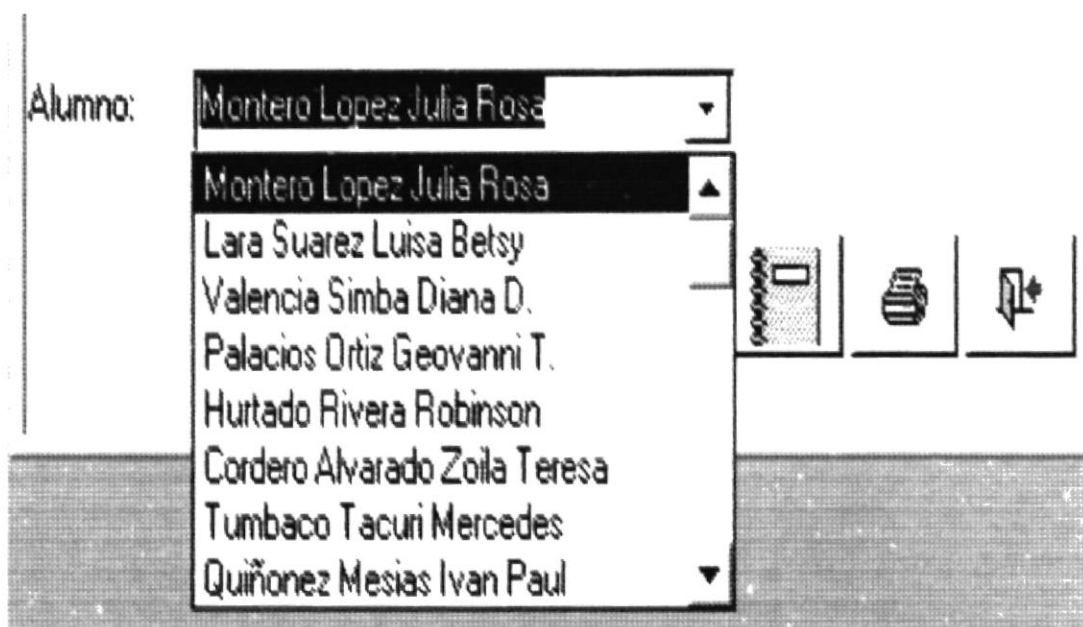 Alumno: Montero Lopez Julia Rosa
Montero Lopez Julia Rosa
Lara Suarez Luisa Betsy
Valencia Simba Diana D.
Palacios Ortiz Geovanni T.
Hurtado Rivera Robinson
Cordero Alvarado Zoila Teresa
Tumbaco Tacuri Mercedes
Quiñonez Mesias Ivan Paul